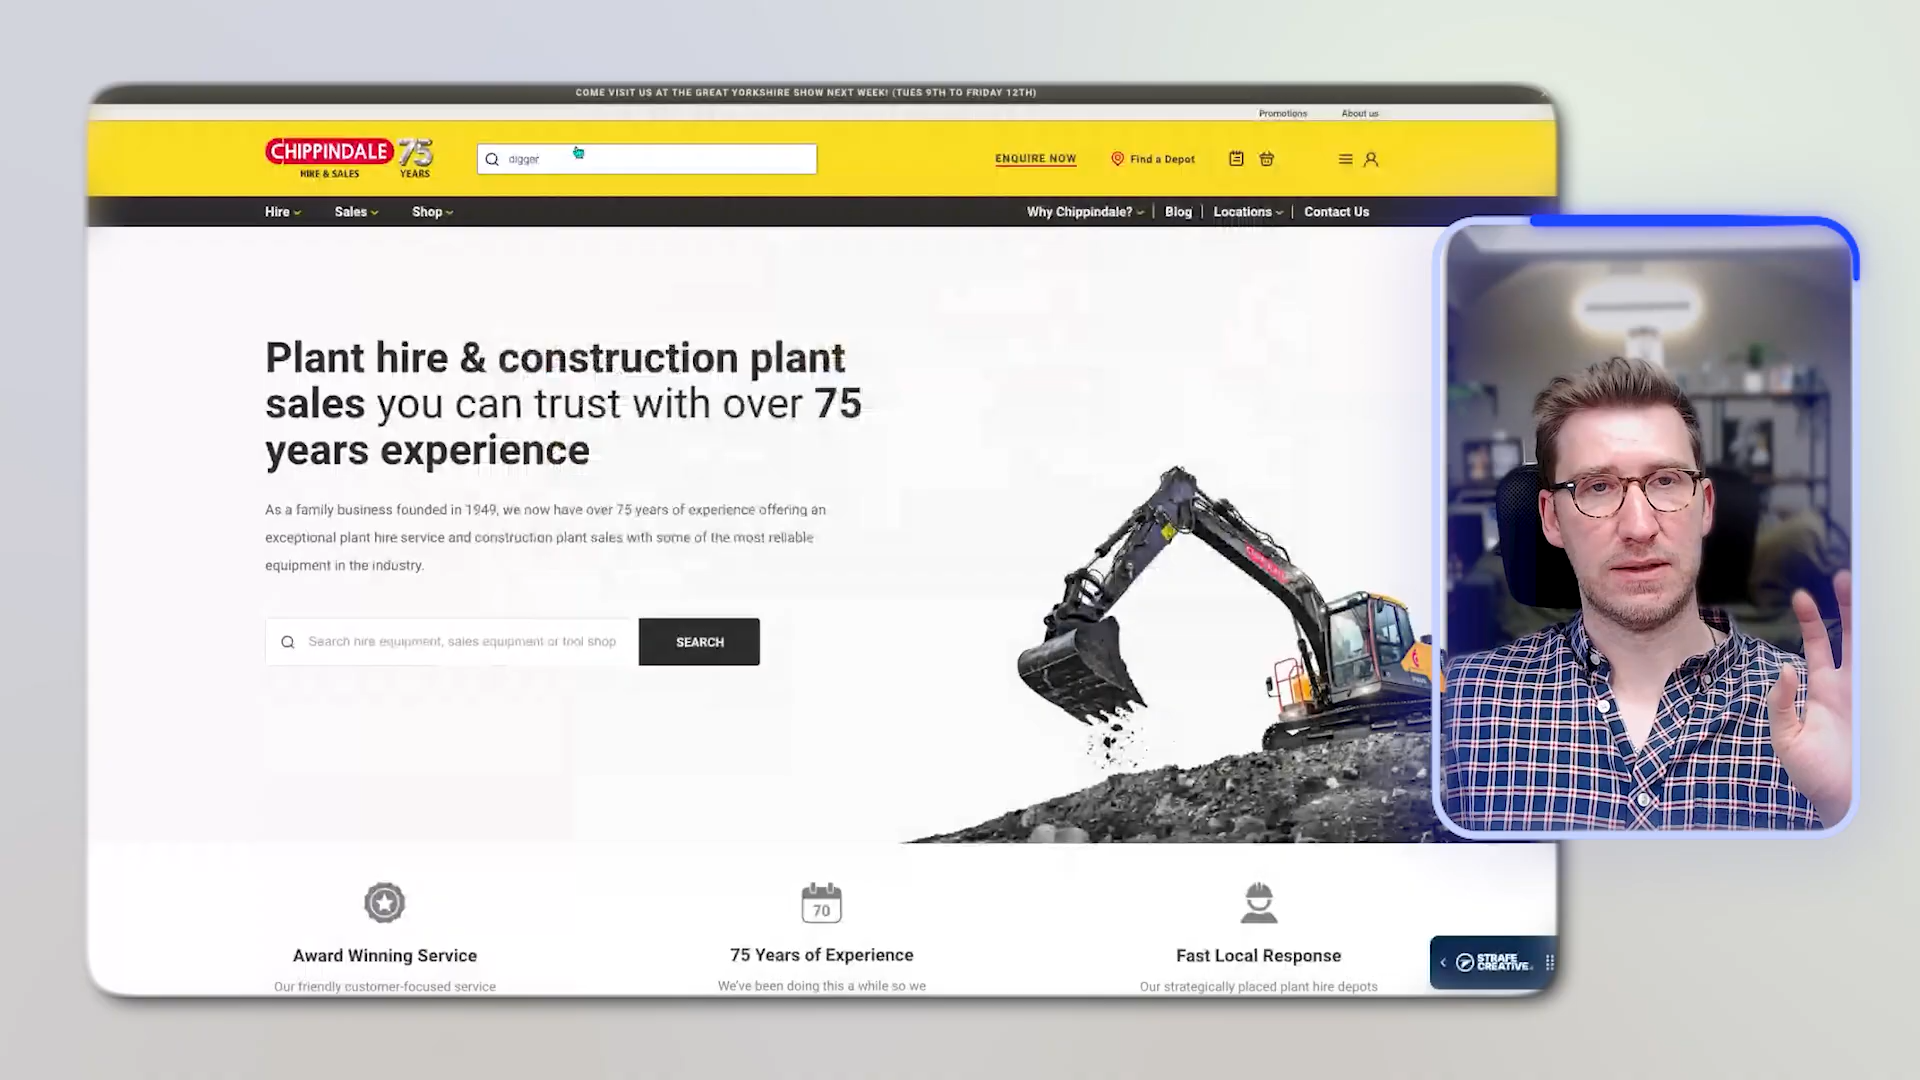 COME VISIT US AT THE GREAT YORKSHIRE SHOW NEXT WEEK! (TUES 9TH TO FRIDAY 12TH)
Promotions About us
CHIPPINDALE 75
HIRE & SALES YEARS
digger
ENQUIRE NOW Find a Depot
Hire Sales Shop Why Chippindale? Blog Locations Contact Us
Plant hire & construction plant
sales you can trust with over 75
years experience
As a family business founded in 1949, we now have over 75 years of experience offering an
exceptional plant hire service and construction plant sales with some of the most reliable
equipment in the industry.
Search hire equipment, sales equipment or tool shop SEARCH
70
Award Winning Service 75 Years of Experience Fast Local Response
Our friendly customer-focused service We've been doing this a while so we Our strategically placed plant hire depots
STRAFE
CREATIVE